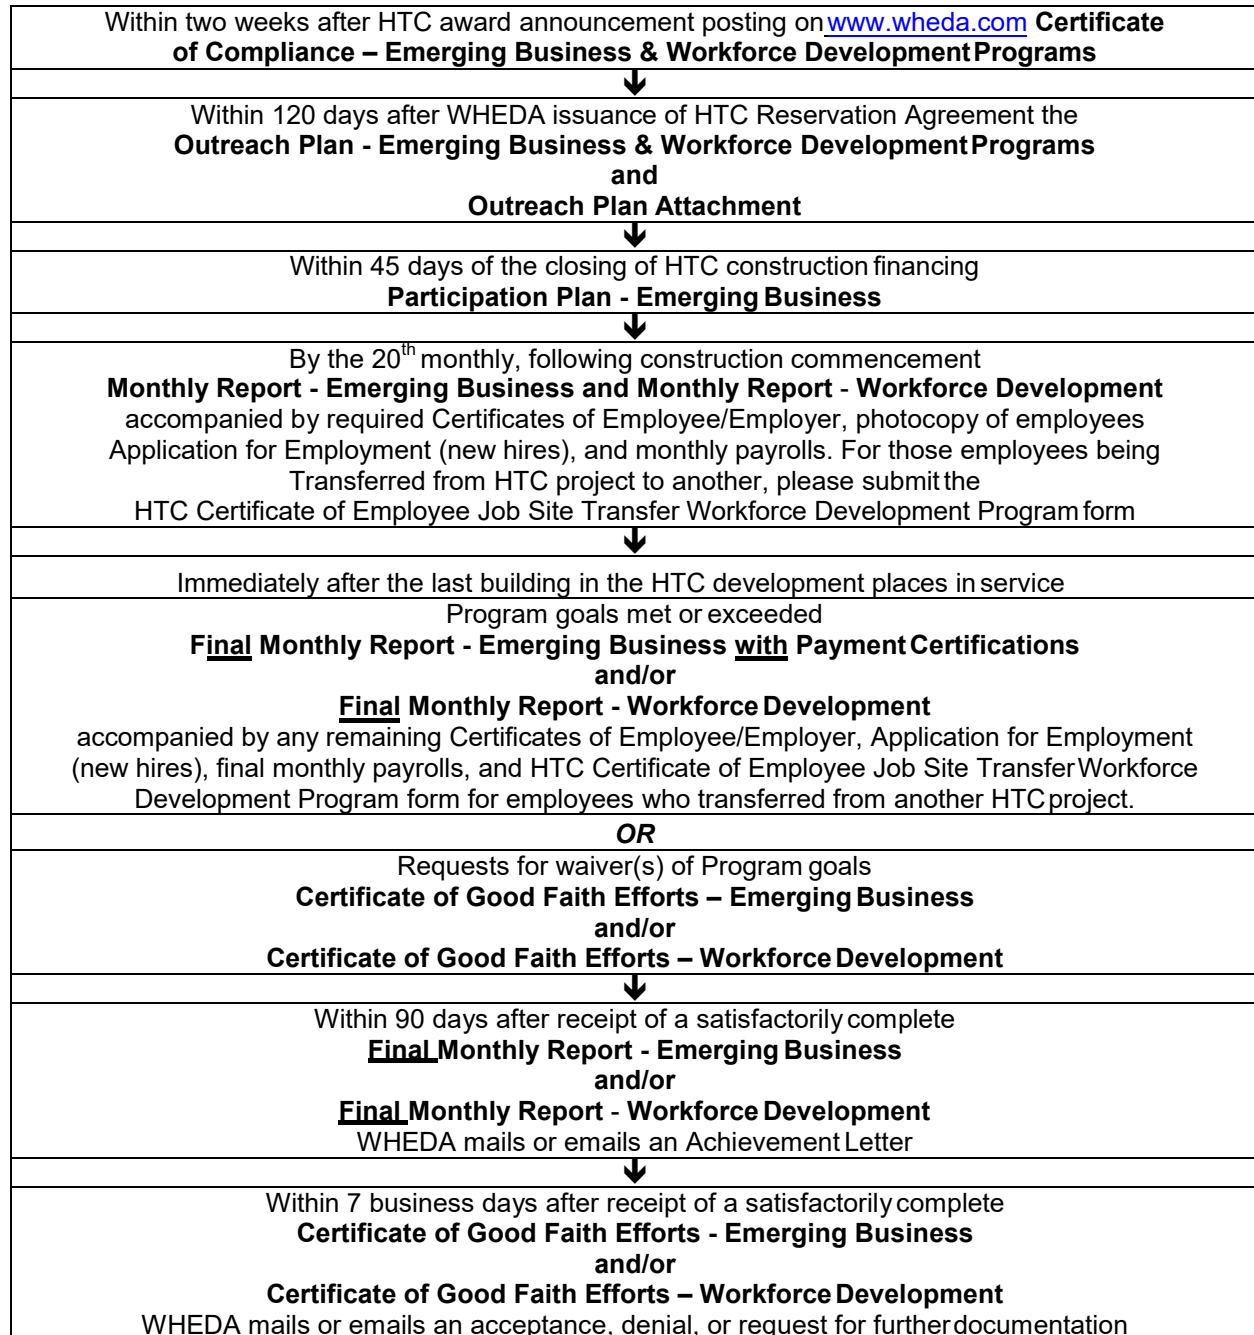 Within two weeks after HTC award announcement posting on www.wheda.com Certificate
of Compliance – Emerging Business & Workforce Development Programs
Within 120 days after WHEDA issuance of HTC Reservation Agreement the
Outreach Plan - Emerging Business & Workforce Development Programs
and
Outreach Plan Attachment
Within 45 days of the closing of HTC construction financing
Participation Plan - Emerging Business
By the 20th monthly, following construction commencement
Monthly Report - Emerging Business and Monthly Report - Workforce Development
accompanied by required Certificates of Employee/Employer, photocopy of employees
Application for Employment (new hires), and monthly payrolls. For those employees being
Transferred from HTC project to another, please submit the
HTC Certificate of Employee Job Site Transfer Workforce Development Program form
Immediately after the last building in the HTC development places in service
Program goals met or exceeded
Final Monthly Report - Emerging Business with Payment Certifications
and/or
Final Monthly Report - Workforce Development
accompanied by any remaining Certificates of Employee/Employer, Application for Employment
(new hires), final monthly payrolls, and HTC Certificate of Employee Job Site Transfer Workforce
Development Program form for employees who transferred from another HTC project.
OR
Requests for waiver(s) of Program goals
Certificate of Good Faith Efforts – Emerging Business
and/or
Certificate of Good Faith Efforts – Workforce Development
Within 90 days after receipt of a satisfactorily complete
Final Monthly Report - Emerging Business
and/or
Final Monthly Report - Workforce Development
WHEDA mails or emails an Achievement Letter
Within 7 business days after receipt of a satisfactorily complete
Certificate of Good Faith Efforts - Emerging Business
and/or
Certificate of Good Faith Efforts – Workforce Development
WHEDA mails or emails an acceptance, denial, or request for further documentation